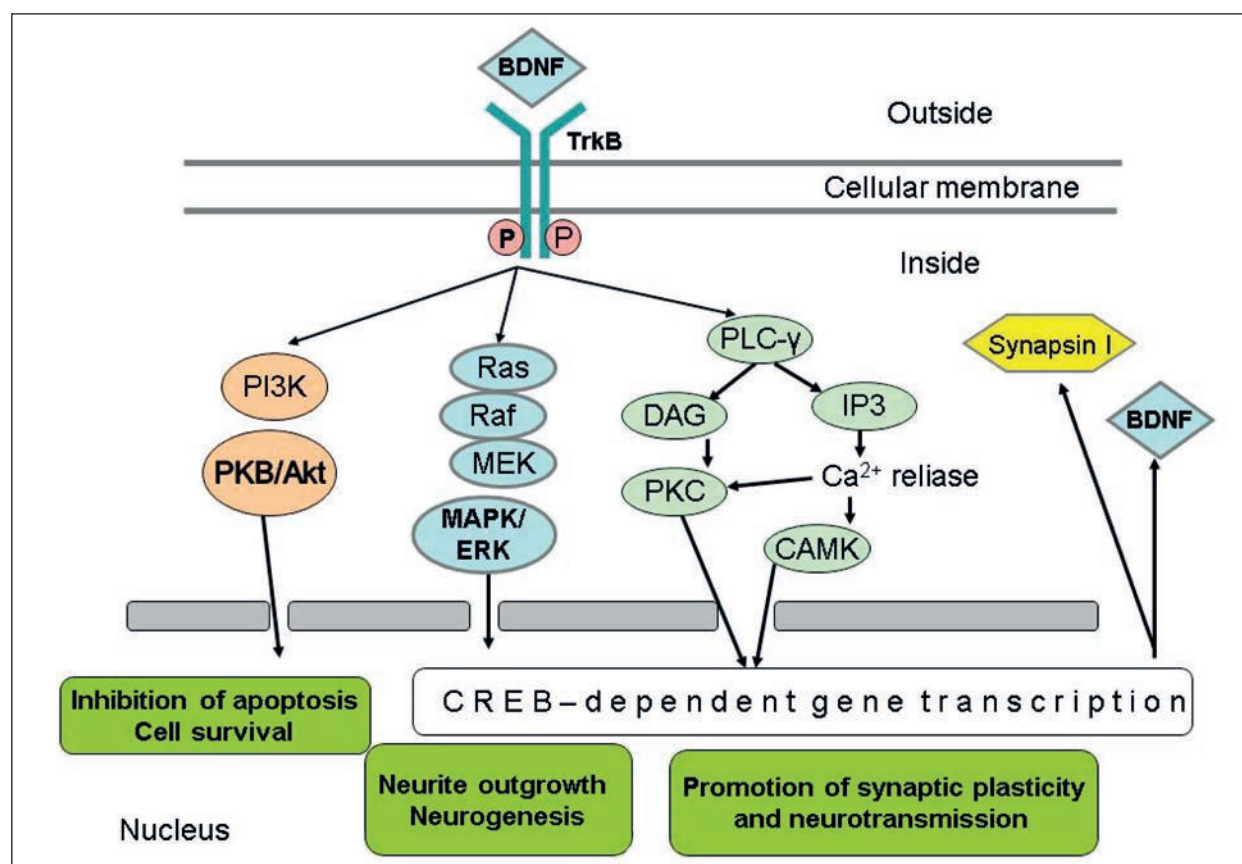 BDNF
Outside
TrkB
Cellular membrane
P
P
Inside
PLC-γ
Synapsin I
Ras
PI3K
Raf
DAG
IP3
BDNF
MEK
PKB/Akt
PKC
Ca²⁺ reliase
MAPK/
ERK
CAMK
Inhibition of apoptosis
Cell survival
CREB–dependent gene transcription
Neurite outgrowth
Neurogenesis
Promotion of synaptic plasticity
and neurotransmission
Nucleus